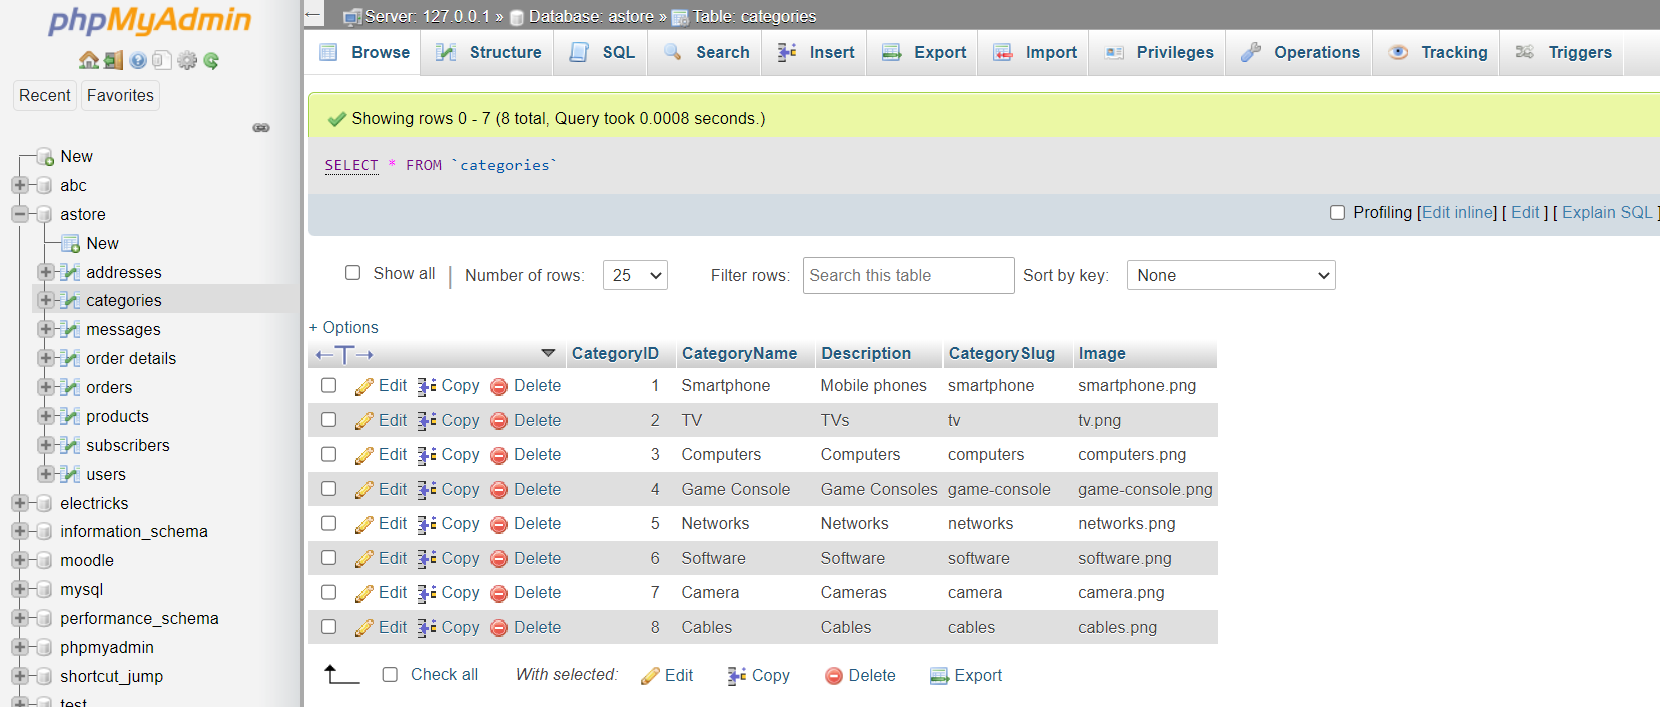 phpMyAdmin
Recent Favorites
New
abc
astore
New
addresses
categories
messages
order details
orders
products
subscribers
users
electricks
information_schema
moodle
mysql
performance_schema
phpmyadmin
shortcut_jump
test
Server: 127.0.0.1 » Database: astore » Table: categories
Browse Structure SQL Search Insert Export Import Privileges Operations Tracking Triggers
Showing rows 0 - 7 (8 total, Query took 0.0008 seconds.)
SELECT * FROM `categories`
Profiling [Edit inline] [ Edit ] [ Explain SQL ]
Show all | Number of rows: 25 Filter rows: Search this table Sort by key: None
+ Options
←T→ CategoryID CategoryName Description CategorySlug Image
Edit Copy Delete 1 Smartphone Mobile phones smartphone smartphone.png
Edit Copy Delete 2 TV TVs tv tv.png
Edit Copy Delete 3 Computers Computers computers computers.png
Edit Copy Delete 4 Game Console Game Consoles game-console game-console.png
Edit Copy Delete 5 Networks Networks networks networks.png
Edit Copy Delete 6 Software Software software software.png
Edit Copy Delete 7 Camera Cameras camera camera.png
Edit Copy Delete 8 Cables Cables cables cables.png
Check all With selected: Edit Copy Delete Export